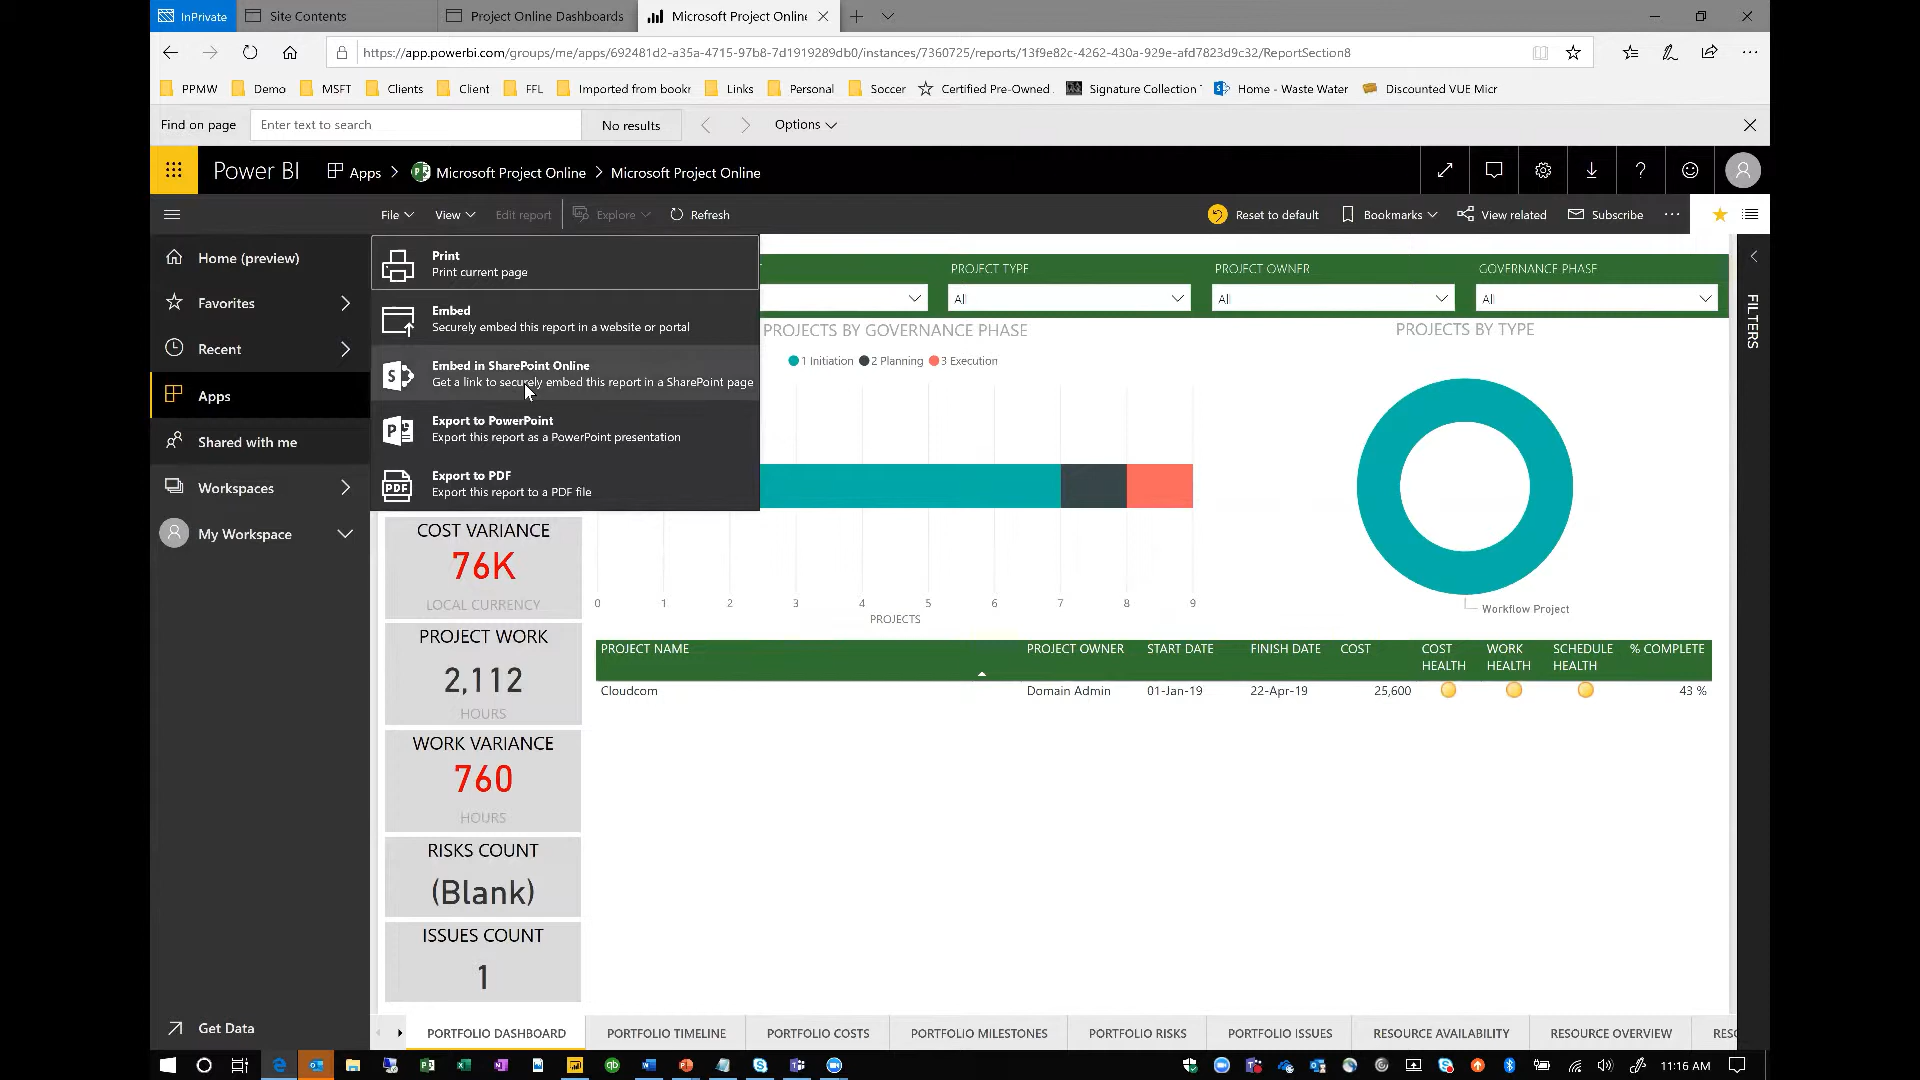 InPrivate
Site Contents
Project Online Dashboards
Microsoft Project Online
https://app.powerbi.com/groups/me/apps/692481d2-a35a-4715-97b8-7d1919289db0/instances/7360725/reports/13f9e82c-4262-430a-929e-afd7823d9c32/ReportSection8
PPMW
Demo
MSFT
Clients
Client
FFL
Imported from bookr
Links
Personal
Soccer
Certified Pre-Owned
Signature Collection
Home - Waste Water
Discounted VUE Micr
Find on page
Enter text to search
No results
Options
Power BI
Apps
Microsoft Project Online
Microsoft Project Online
File
View
Edit report
Explore
Refresh
Reset to default
Bookmarks
View related
Subscribe
Home (preview)
Favorites
Recent
Apps
Shared with me
Workspaces
My Workspace
Get Data
Print
Print current page
Embed
Securely embed this report in a website or portal
Embed in SharePoint Online
Get a link to securely embed this report in a SharePoint page
Export to PowerPoint
Export this report as a PowerPoint presentation
Export to PDF
PDF
Export this report to a PDF file
PROJECT TYPE
PROJECT OWNER
GOVERNANCE PHASE
All
All
All
FILTERS
PROJECTS BY GOVERNANCE PHASE
1 Initiation
2 Planning
3 Execution
0 1 2 3 4 5 6 7 8 9
PROJECTS
PROJECTS BY TYPE
Workflow Project
COST VARIANCE
76K
LOCAL CURRENCY
PROJECT WORK
2,112
HOURS
WORK VARIANCE
760
HOURS
RISKS COUNT
(Blank)
ISSUES COUNT
1
PROJECT NAME PROJECT OWNER START DATE FINISH DATE COST COST HEALTH WORK HEALTH SCHEDULE HEALTH % COMPLETE
Cloudcom Domain Admin 01-Jan-19 22-Apr-19 25,600 43 %
PORTFOLIO DASHBOARD
PORTFOLIO TIMELINE
PORTFOLIO COSTS
PORTFOLIO MILESTONES
PORTFOLIO RISKS
PORTFOLIO ISSUES
RESOURCE AVAILABILITY
RESOURCE OVERVIEW
RESC
11:16 AM